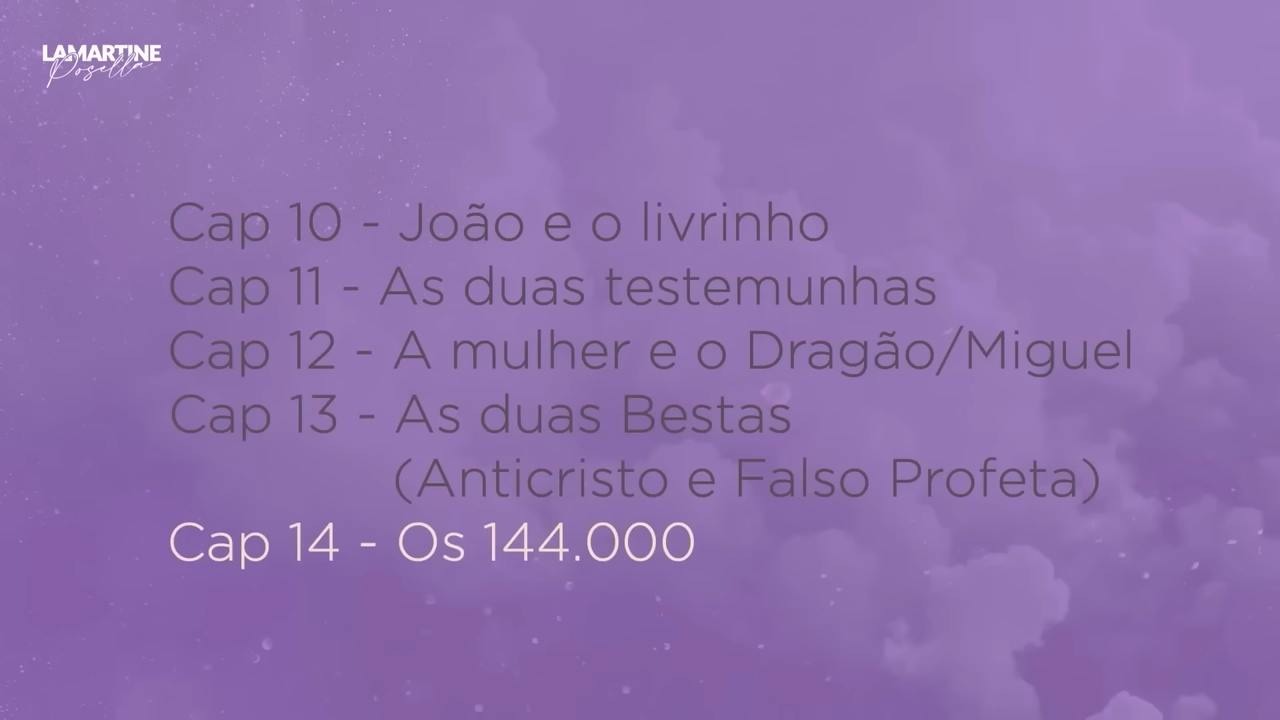 LAMARTINE
Posella
Cap 10 - João e o livrinho
Cap 11 - As duas testemunhas
Cap 12 - A mulher e o Dragão/Miguel
Cap 13 - As duas Bestas
(Anticristo e Falso Profeta)
Cap 14 - Os 144.000